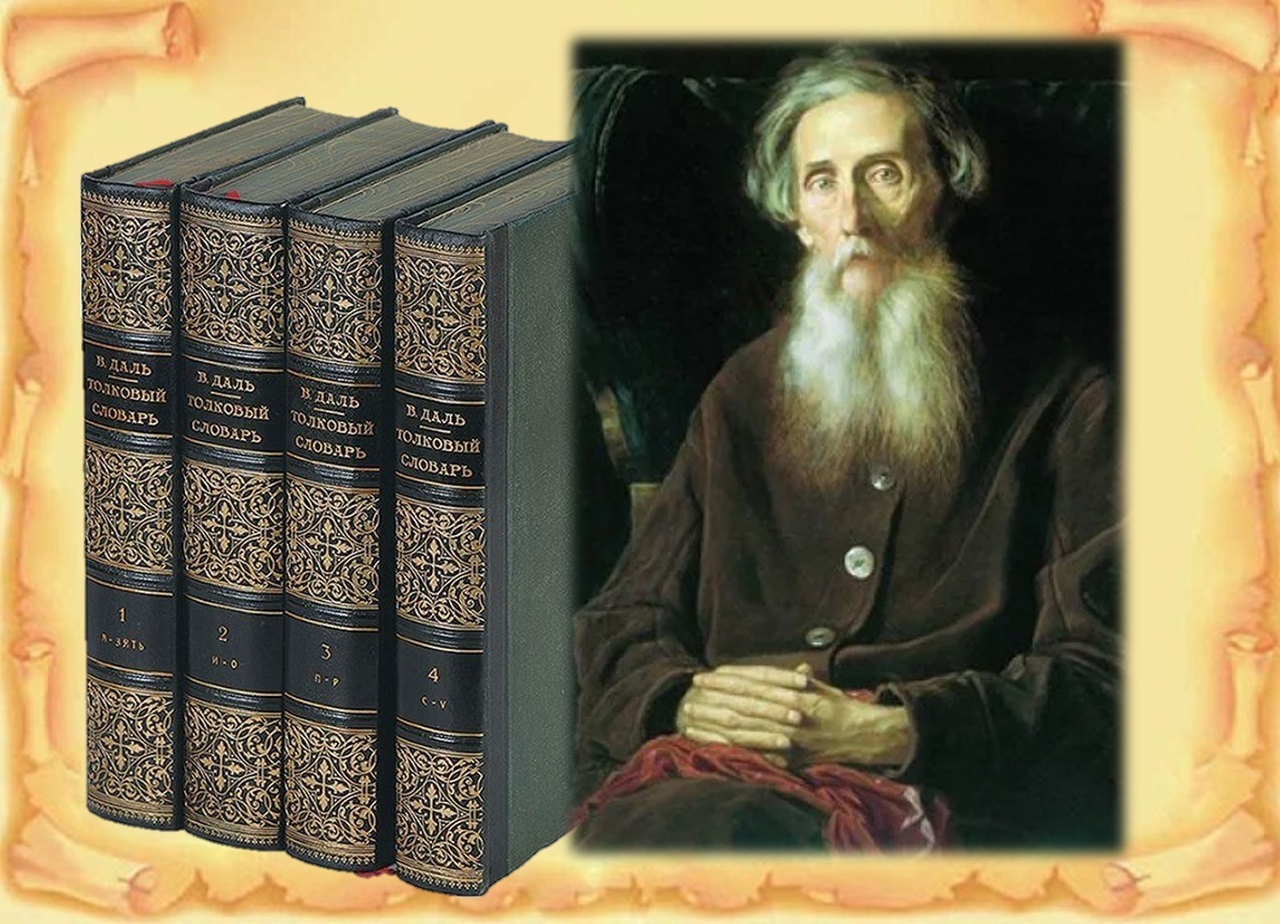 В. ДАЛЬ
ТОЛКОВЫЙ
СЛОВАРЬ
1
А-ЗЯТЬ
В. ДАЛЬ
ТОЛКОВЫЙ
СЛОВАРЬ
2
И-О
В. ДАЛЬ
ТОЛКОВЫЙ
СЛОВАРЬ
3
П-Р
В. ДАЛЬ
ТОЛКОВЫЙ
СЛОВАРЬ
4
С-V